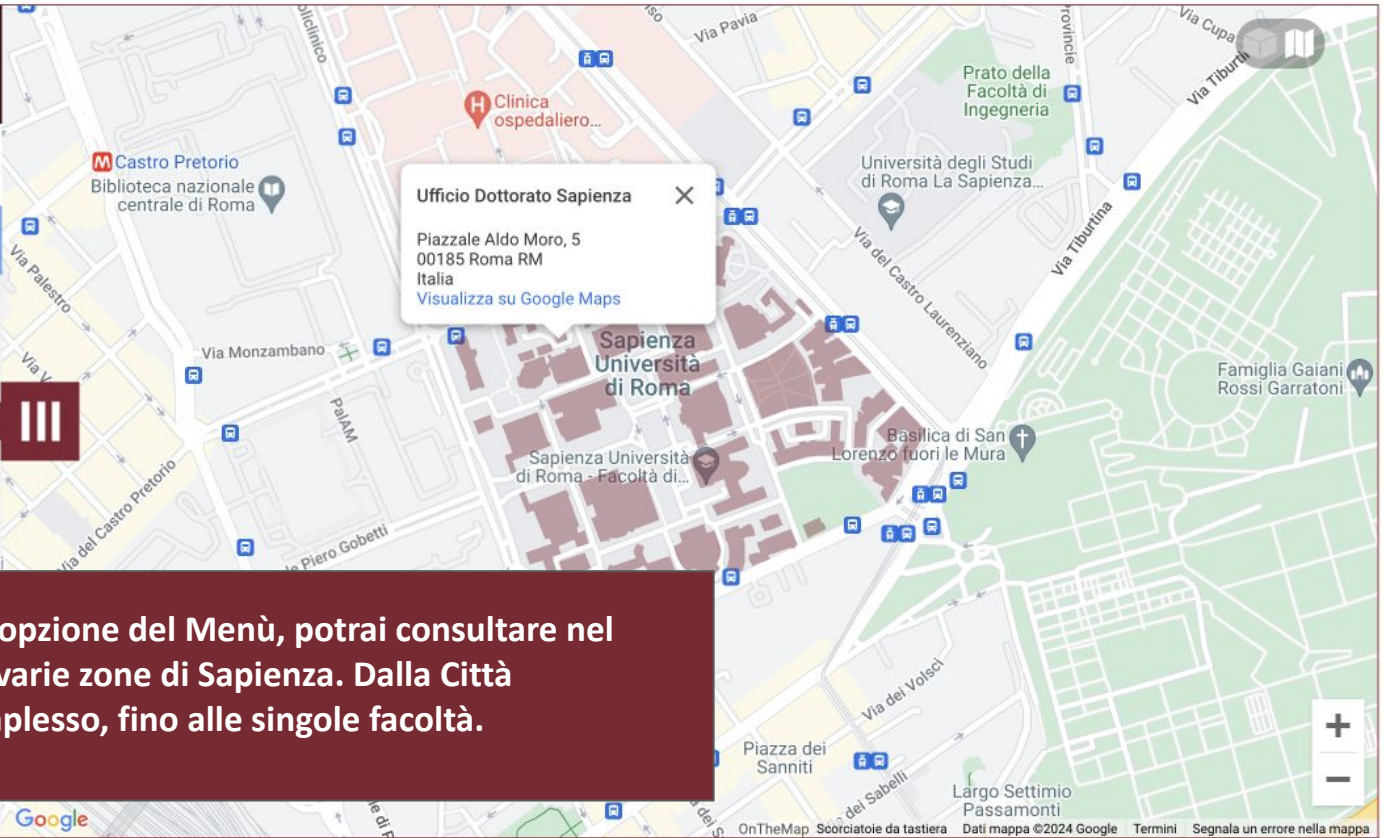 Via Pavia
Via Cupa
Via Tiburtina
Prato della
Facoltà di
Ingegneria
Clinica
ospedaliero...
M Castro Pretorio
Biblioteca nazionale
centrale di Roma
Università degli Studi
di Roma La Sapienza...
Ufficio Dottorato Sapienza
Piazzale Aldo Moro, 5
00185 Roma RM
Italia
Visualizza su Google Maps
Via Palestro
Via Tiburtina
Via del Castro Laurenziano
Via Monzambano
Sapienza
Università
di Roma
Famiglia Gaiani
Rossi Garratoni
PalAM
Basilica di San
Lorenzo fuori le Mura
Sapienza Università
di Roma - Facoltà di...
Via del Castro Pretorio
Piero Gobetti
opzione del Menù, potrai consultare nel
varie zone di Sapienza. Dalla Città
plesso, fino alle singole facoltà.
Via dei Volsci
Piazza dei
Sanniti
dei Sabelli
Largo Settimio
Passamonti
Google
OnTheMap Scorciatoie da tastiera Dati mappa ©2024 Google Termini Segnala un errore nella mappa